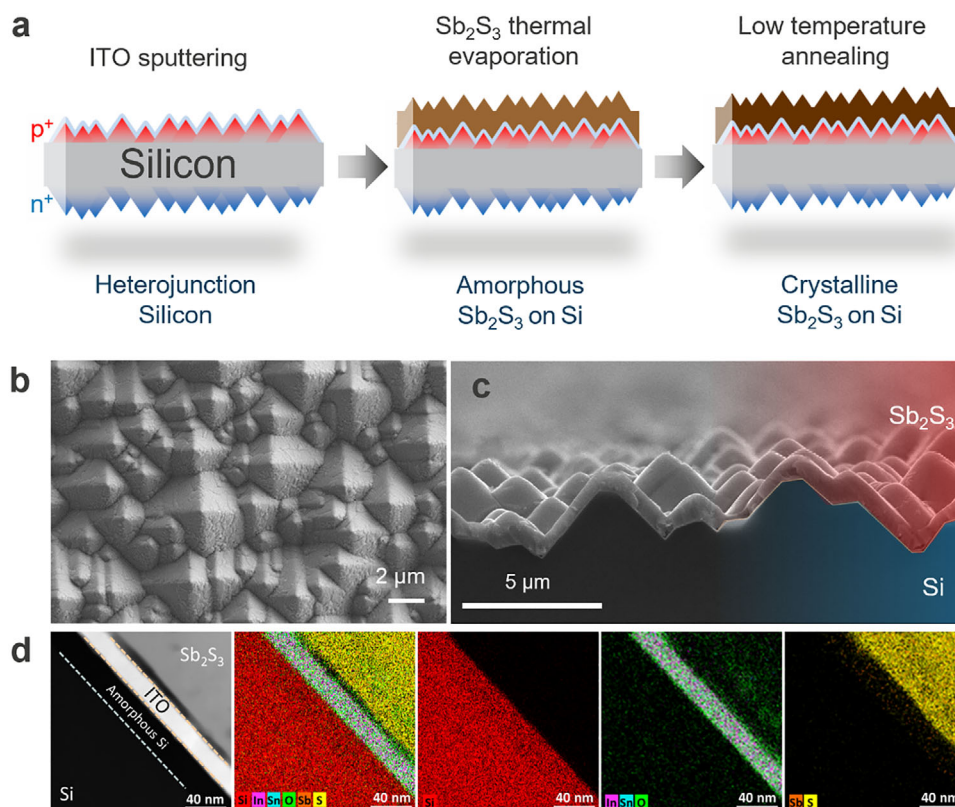 a
ITO sputtering
Sb₂S₃ thermal
evaporation
Low temperature
annealing
p⁺
Silicon
n⁺
Heterojunction
Silicon
Amorphous
Sb₂S₃ on Si
Crystalline
Sb₂S₃ on Si
b
2 μm
c
Sb₂S₃
5 μm
Si
d
Sb₂S₃
ITO
Amorphous Si
Si
40 nm
Si In Sn O Sb S
40 nm
Si
40 nm
In Sn O
40 nm
Sb S
40 nm